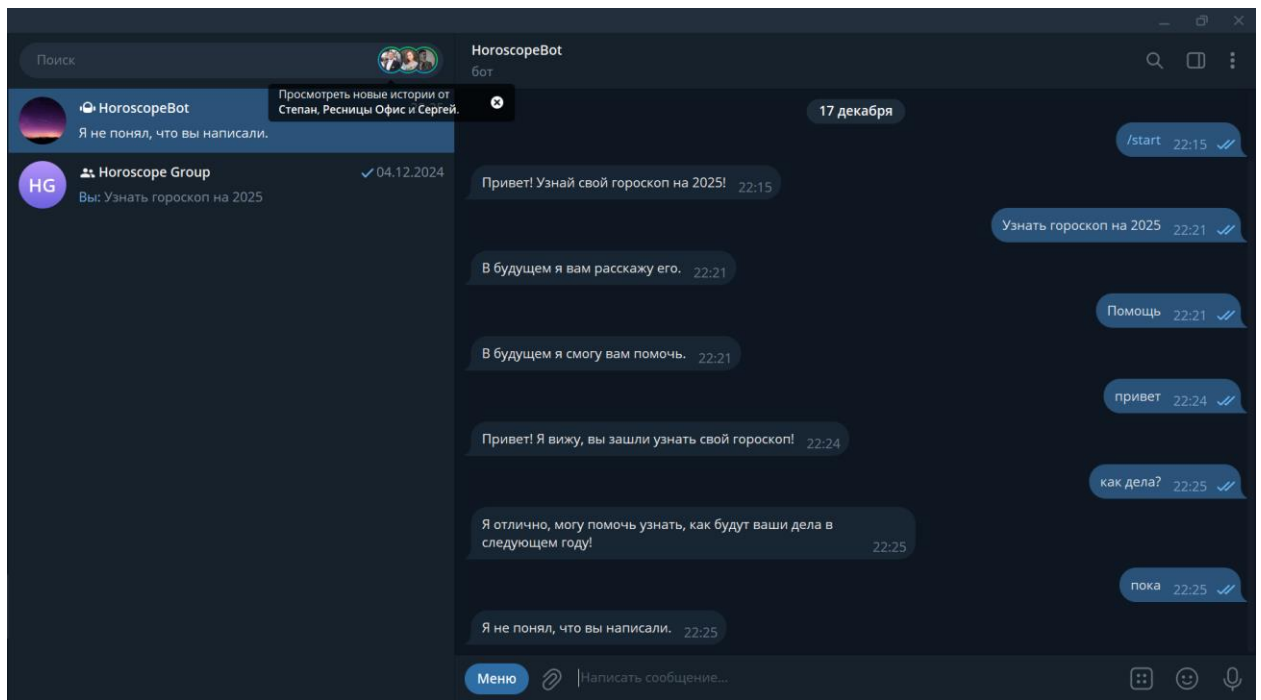 Поиск
Просмотреть новые истории от
Степан, Ресницы Офис и Сергей.
HoroscopeBot
Я не понял, что вы написали.
HG
Horoscope Group
04.12.2024
Вы: Узнать гороскоп на 2025
HoroscopeBot
бот
17 декабря
/start 22:15
Привет! Узнай свой гороскоп на 2025! 22:15
Узнать гороскоп на 2025 22:21
В будущем я вам расскажу его. 22:21
Помощь 22:21
В будущем я смогу вам помочь. 22:21
привет 22:24
Привет! Я вижу, вы зашли узнать свой гороскоп! 22:24
как дела? 22:25
Я отлично, могу помочь узнать, как будут ваши дела в
следующем году! 22:25
пока 22:25
Я не понял, что вы написали. 22:25
Меню
Написать сообщение...